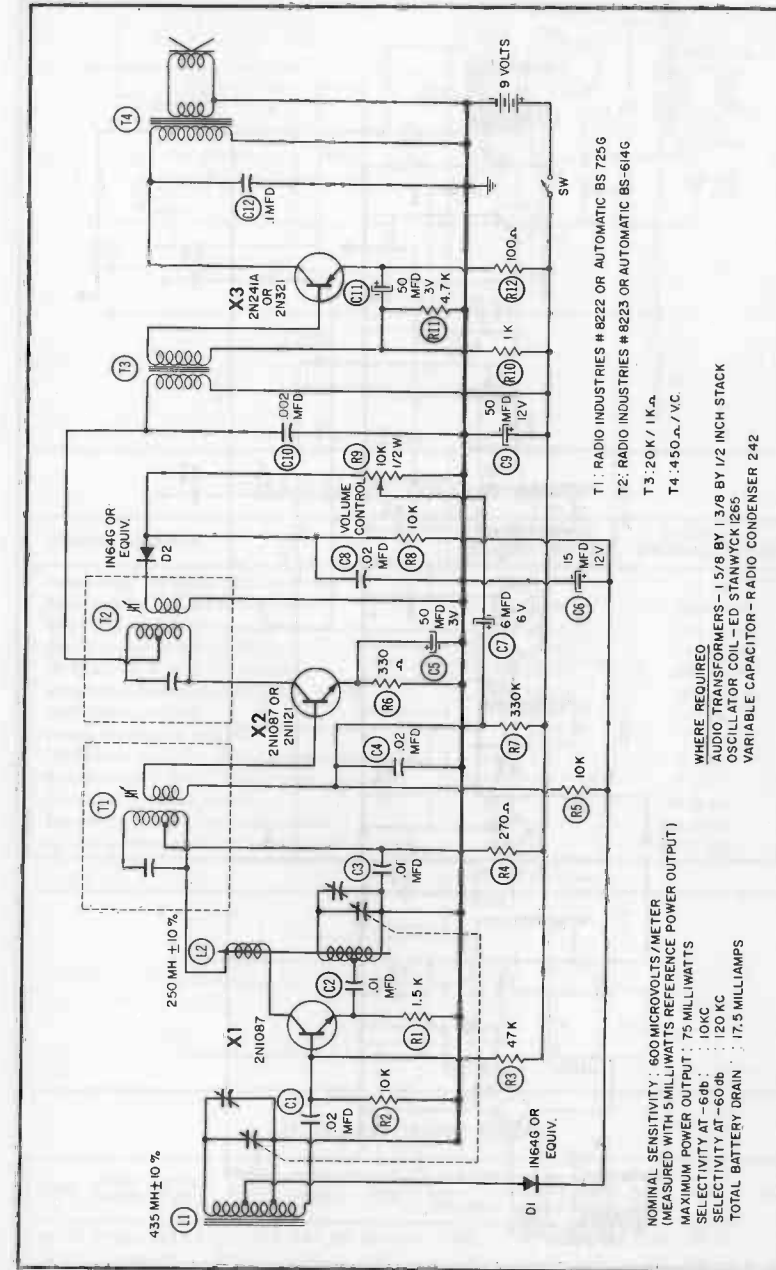 435 MH ±10 %
L1
C1
.02
MFD
X1
2N1087
R2
10K
R1
1.5K
R3
47K
D1
IN64G OR
EQUIV.
250 MH ±10%
L2
C2
.01
MFD
C3
.01
MFD
R4
270Ω
T1
C4
.02
MFD
R5
10K
X2
2N1087 OR
2N1121
R6
330
Ω
50
MFD
3V
C5
R7
330K
C7
6 MFD
6V
T2
IN64G OR
EQUIV.
D2
C8
.02
MFD
R8
10K
C6
15
MFD
12V
VOLUME
CONTROL
R9
10K
1/2W
C10
.002
MFD
C9
50
MFD
12V
T3
X3
2N241A
OR
2N321
C11
50
MFD
3V
R11
4.7K
R10
1K
R12
100Ω
C12
.1MFD
T4
9 VOLTS
SW
NOMINAL SENSITIVITY : 600 MICROVOLTS/METER
(MEASURED WITH 5 MILLIWATTS REFERENCE POWER OUTPUT)
MAXIMUM POWER OUTPUT : 75 MILLIWATTS
SELECTIVITY AT -6db : 10KC
SELECTIVITY AT -60db : 120 KC
TOTAL BATTERY DRAIN : 17.5 MILLIAMPS
WHERE REQUIRED
AUDIO TRANSFORMERS-1 5/8 BY 1 3/8 BY 1/2 INCH STACK
OSCILLATOR COIL-ED STANWYCK 1265
VARIABLE CAPACITOR-RADIO CONDENSER 242
T1: RADIO INDUSTRIES # 8222 OR AUTOMATIC BS 725G
T2: RADIO INDUSTRIES # 8223 OR AUTOMATIC BS-614G
T3:20K / 1KΩ
T4:450Ω/V.C.